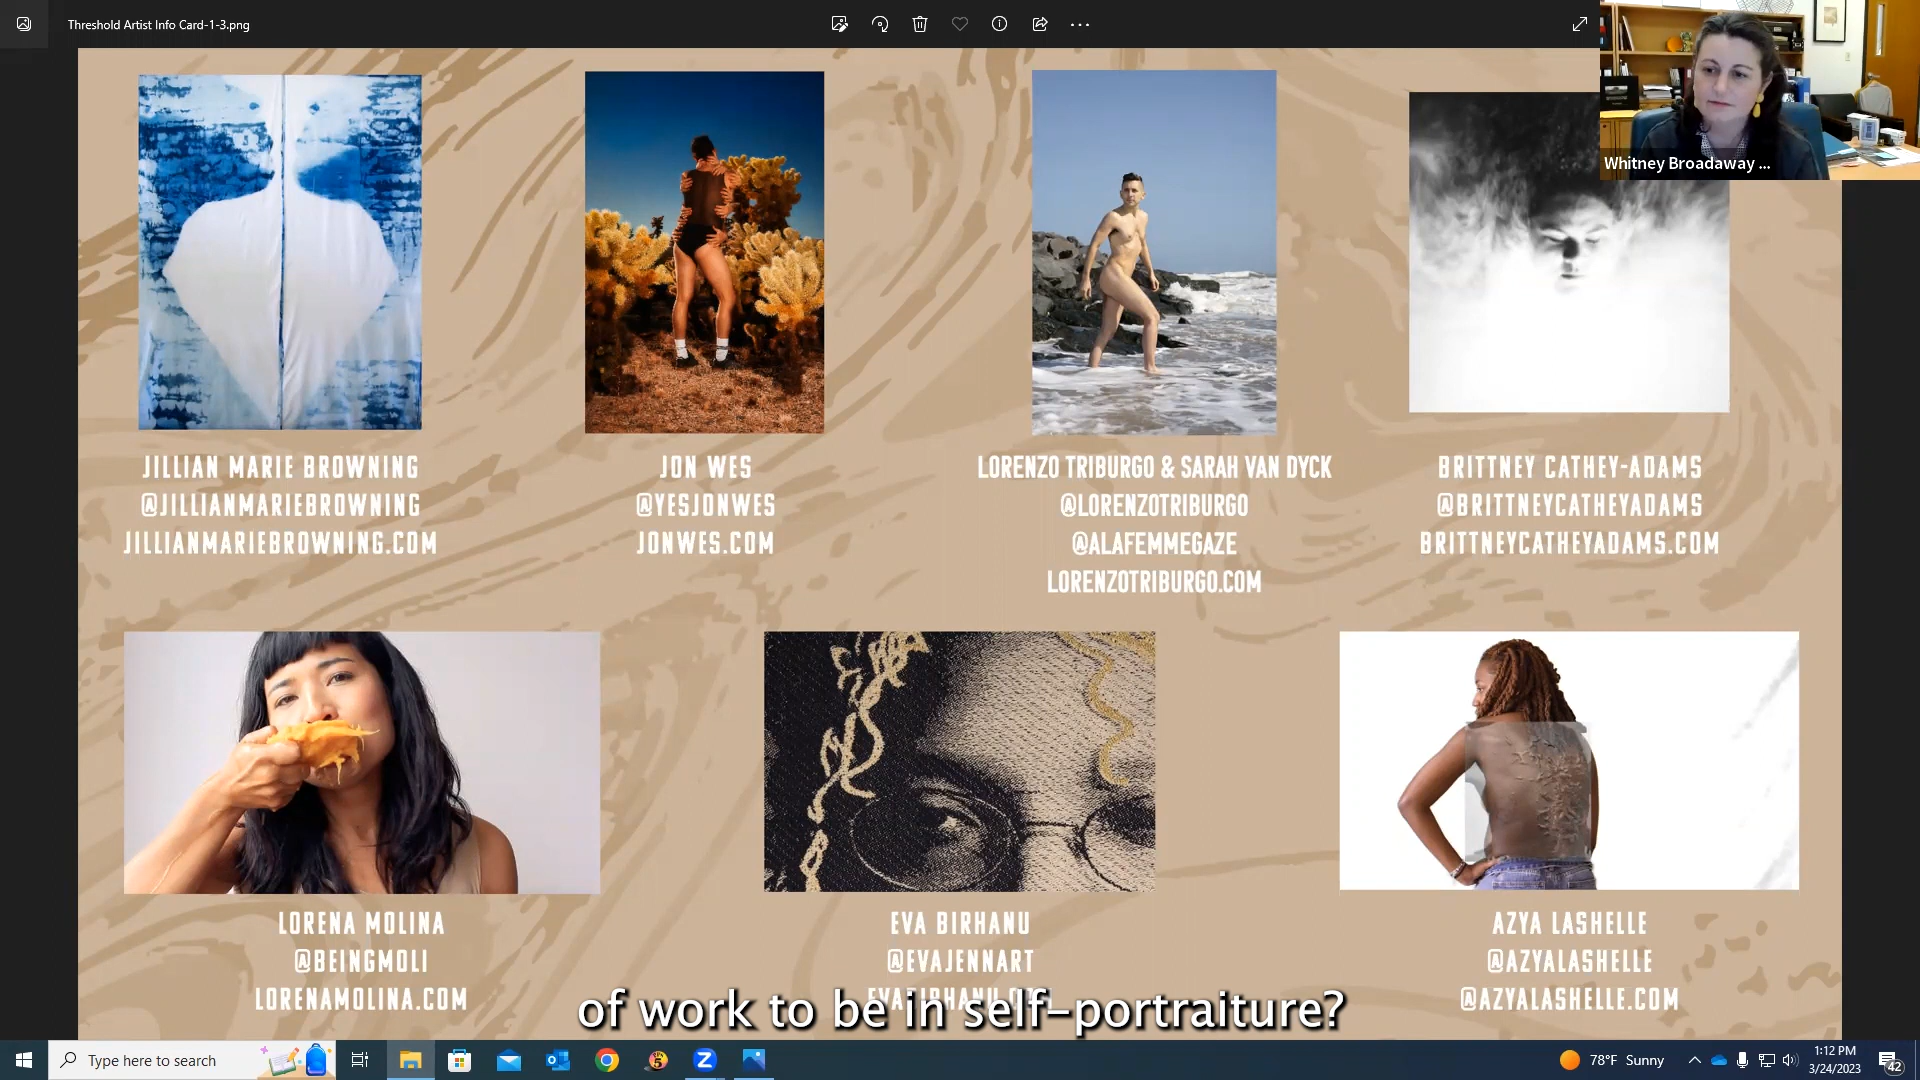 Threshold Artist Info Card-1-3.png
Whitney Broadaway ...
JILLIAN MARIE BROWNING
@JILLIANMARIEBROWNING
JILLIANMARIEBROWNING.COM
JON WES
@YESJONWES
JONWES.COM
LORENZO TRIBURGO & SARAH VAN DYCK
@LORENZOTRIBURGO
@ALAFEMMEGAZE
LORENZOTRIBURGO.COM
BRITTNEY CATHEY-ADAMS
@BRITTNEYCATHEYADAMS
BRITTNEYCATHEYADAMS.COM
LORENA MOLINA
@BEINGMOLI
LORENAMOLINA.COM
EVA BIRHANU
@EVAJENNART
AZYA LASHELLE
@AZYALASHELLE
@AZYALASHELLE.COM
of work to be in self-portraiture?
Type here to search
78°F Sunny
1:12 PM
3/24/2023
42